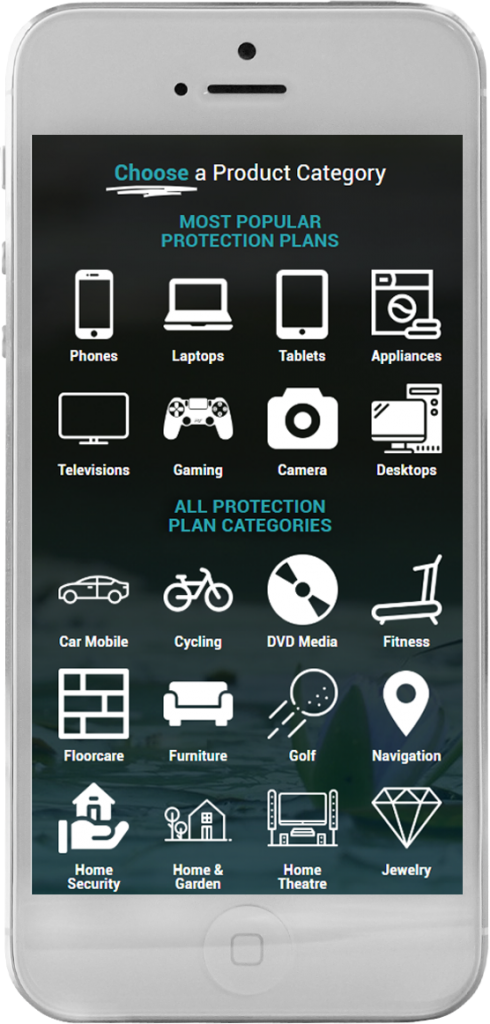 Choose a Product Category
MOST POPULAR
PROTECTION PLANS
Phones Laptops Tablets Appliances
Televisions Gaming Camera Desktops
ALL PROTECTION
PLAN CATEGORIES
Car Mobile Cycling DVD Media Fitness
Floorcare Furniture Golf Navigation
Home Security
Home & Garden
Home Theatre
Jewelry